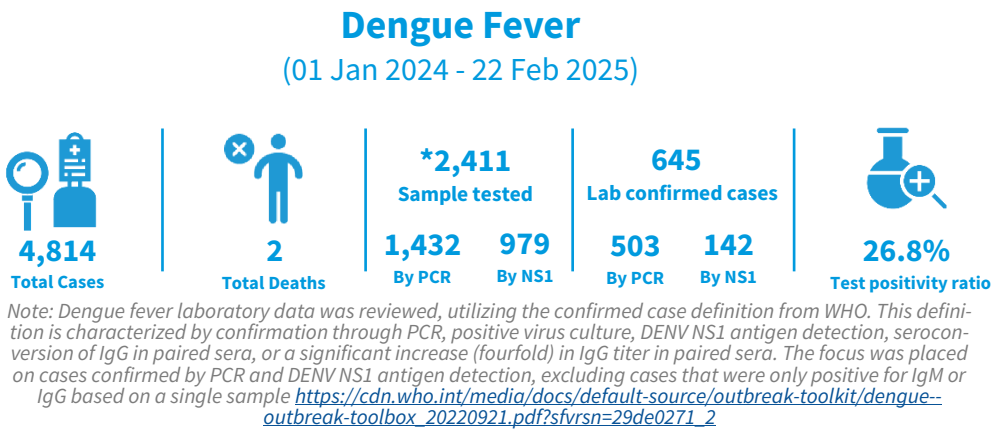 Dengue Fever
(01 Jan 2024 - 22 Feb 2025)
4,814
Total Cases
2
Total Deaths
*2,411
Sample tested
1,432
By PCR
979
By NS1
645
Lab confirmed cases
503
By PCR
142
By NS1
26.8%
Test positivity ratio
Note: Dengue fever laboratory data was reviewed, utilizing the confirmed case definition from WHO. This defini-
tion is characterized by confirmation through PCR, positive virus culture, DENV NS1 antigen detection, serocon-
version of IgG in paired sera, or a significant increase (fourfold) in IgG titer in paired sera. The focus was placed
on cases confirmed by PCR and DENV NS1 antigen detection, excluding cases that were only positive for IgM or
IgG based on a single sample https://cdn.who.int/media/docs/default-source/outbreak-toolkit/dengue--
outbreak-toolbox_20220921.pdf?sfvrsn=29de0271_2